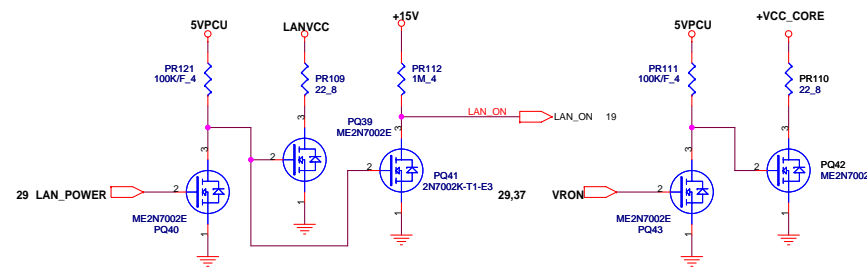 5VPCU
LANVCC
+15V
5VPCU
+VCC_CORE
PR121
100K/F_4
PR109
22_8
PR112
1M_4
PR111
100K/F_4
PR110
22_8
LAN_ON
LAN_ON 19
3
3
3
3
3
PQ39
ME2N7002E
2
2
2
2
2
PQ41
2N7002K-T1-E3
PQ42
ME2N7002
29 LAN_POWER
29,37 VRON
ME2N7002E
PQ40
ME2N7002E
PQ43
1
1
1
1
1